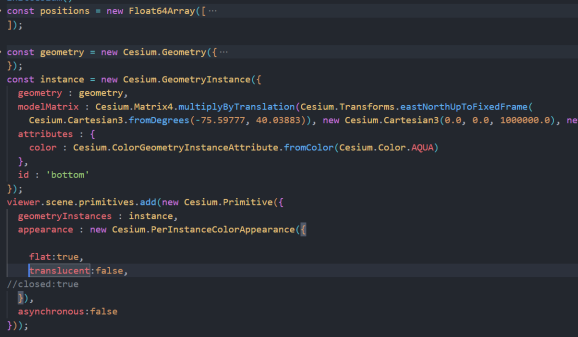 const positions = new Float64Array([ ···
]);
const geometry = new Cesium.Geometry({ ···
});
const instance = new Cesium.GeometryInstance({
geometry : geometry,
modelMatrix : Cesium.Matrix4.multiplyByTranslation(Cesium.Transforms.eastNorthUpToFixedFrame(
Cesium.Cartesian3.fromDegrees(-75.59777, 40.03883)), new Cesium.Cartesian3(0.0, 0.0, 1000000.0),
attributes : {
color : Cesium.ColorGeometryInstanceAttribute.fromColor(Cesium.Color.AQUA)
},
id : 'bottom'
});
viewer.scene.primitives.add(new Cesium.Primitive({
geometryInstances : instance,
appearance : new Cesium.PerInstanceColorAppearance({
flat:true,
translucent:false,
//closed:true
}),
asynchronous:false
}));